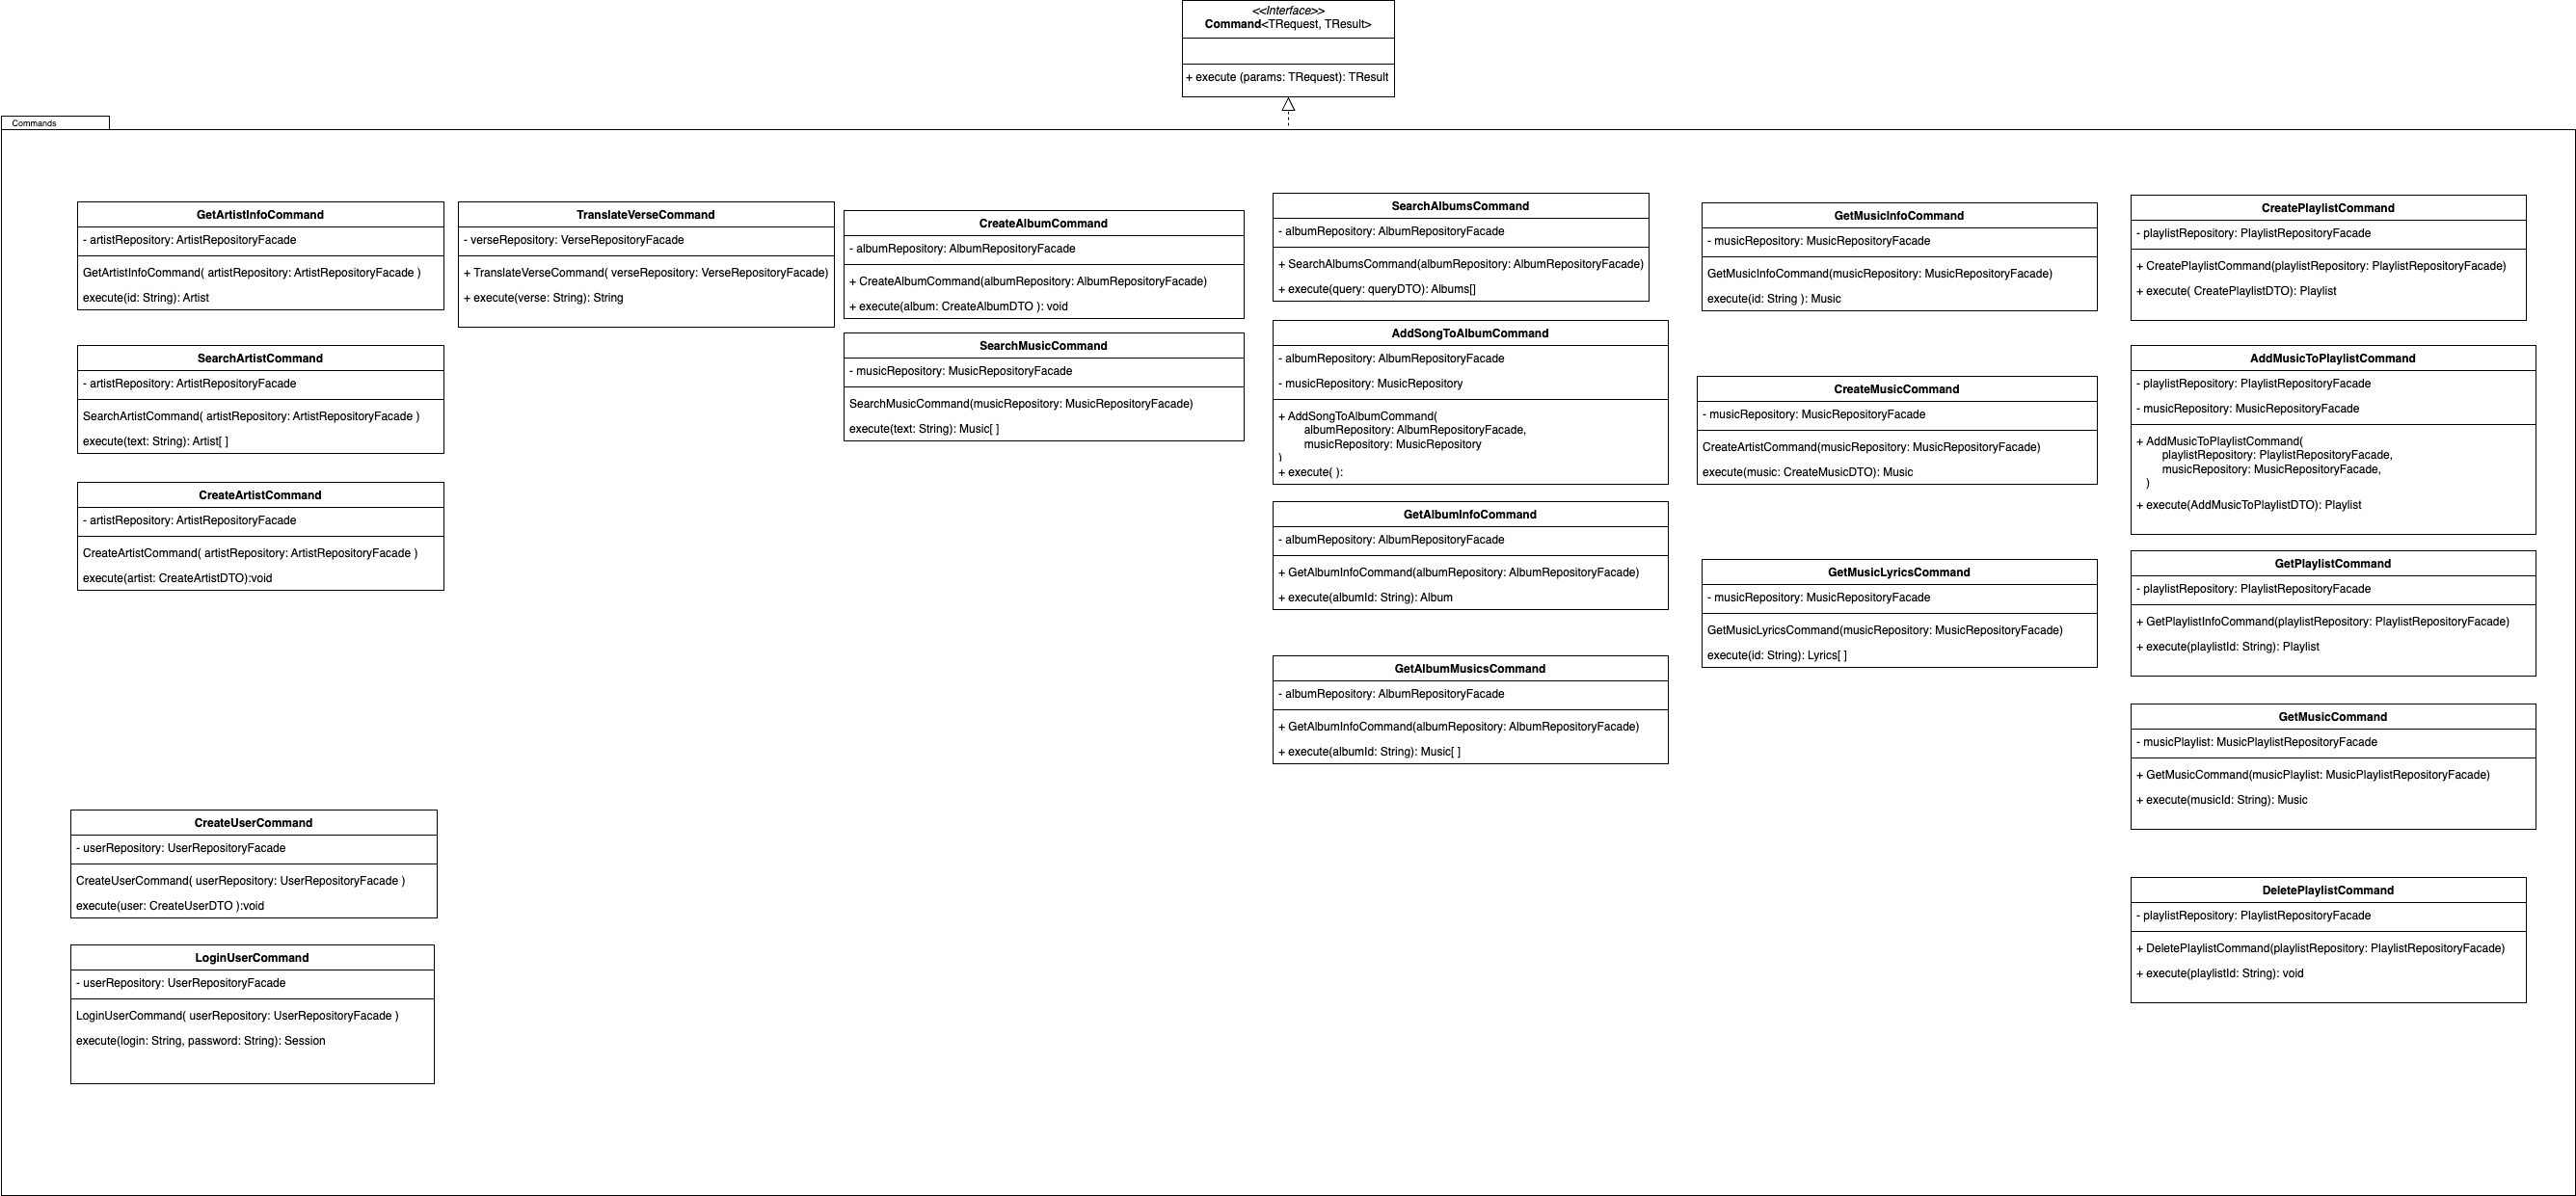 <<Interface>>
Command<TRequest, TResult>
+ execute (params: TRequest): TResult
Commands
GetArtistInfoCommand
- artistRepository: ArtistRepositoryFacade
GetArtistInfoCommand( artistRepository: ArtistRepositoryFacade )
execute(id: String): Artist
SearchArtistCommand
- artistRepository: ArtistRepositoryFacade
SearchArtistCommand( artistRepository: ArtistRepositoryFacade )
execute(text: String): Artist[ ]
CreateArtistCommand
- artistRepository: ArtistRepositoryFacade
CreateArtistCommand( artistRepository: ArtistRepositoryFacade )
execute(artist: CreateArtistDTO):void
CreateUserCommand
- userRepository: UserRepositoryFacade
CreateUserCommand( userRepository: UserRepositoryFacade )
execute(user: CreateUserDTO ):void
LoginUserCommand
- userRepository: UserRepositoryFacade
LoginUserCommand( userRepository: UserRepositoryFacade )
execute(login: String, password: String): Session
TranslateVerseCommand
- verseRepository: VerseRepositoryFacade
+ TranslateVerseCommand( verseRepository: VerseRepositoryFacade)
+ execute(verse: String): String
CreateAlbumCommand
- albumRepository: AlbumRepositoryFacade
+ CreateAlbumCommand(albumRepository: AlbumRepositoryFacade)
+ execute(album: CreateAlbumDTO ): void
SearchMusicCommand
- musicRepository: MusicRepositoryFacade
SearchMusicCommand(musicRepository: MusicRepositoryFacade)
execute(text: String): Music[ ]
SearchAlbumsCommand
- albumRepository: AlbumRepositoryFacade
+ SearchAlbumsCommand(albumRepository: AlbumRepositoryFacade)
+ execute(query: queryDTO): Albums[]
AddSongToAlbumCommand
- albumRepository: AlbumRepositoryFacade
- musicRepository: MusicRepository
+ AddSongToAlbumCommand(
albumRepository: AlbumRepositoryFacade,
musicRepository: MusicRepository
)
+ execute( ):
GetAlbumInfoCommand
- albumRepository: AlbumRepositoryFacade
+ GetAlbumInfoCommand(albumRepository: AlbumRepositoryFacade)
+ execute(albumId: String): Album
GetAlbumMusicsCommand
- albumRepository: AlbumRepositoryFacade
+ GetAlbumInfoCommand(albumRepository: AlbumRepositoryFacade)
+ execute(albumId: String): Music[ ]
GetMusicInfoCommand
- musicRepository: MusicRepositoryFacade
GetMusicInfoCommand(musicRepository: MusicRepositoryFacade)
execute(id: String ): Music
CreateMusicCommand
- musicRepository: MusicRepositoryFacade
CreateArtistCommand(musicRepository: MusicRepositoryFacade)
execute(music: CreateMusicDTO): Music
GetMusicLyricsCommand
- musicRepository: MusicRepositoryFacade
GetMusicLyricsCommand(musicRepository: MusicRepositoryFacade)
execute(id: String): Lyrics[ ]
CreatePlaylistCommand
- playlistRepository: PlaylistRepositoryFacade
+ CreatePlaylistCommand(playlistRepository: PlaylistRepositoryFacade)
+ execute( CreatePlaylistDTO): Playlist
AddMusicToPlaylistCommand
- playlistRepository: PlaylistRepositoryFacade
- musicRepository: MusicRepositoryFacade
+ AddMusicToPlaylistCommand(
playlistRepository: PlaylistRepositoryFacade,
musicRepository: MusicRepositoryFacade,
)
+ execute(AddMusicToPlaylistDTO): Playlist
GetPlaylistCommand
- playlistRepository: PlaylistRepositoryFacade
+ GetPlaylistInfoCommand(playlistRepository: PlaylistRepositoryFacade)
+ execute(playlistId: String): Playlist
GetMusicCommand
- musicPlaylist: MusicPlaylistRepositoryFacade
+ GetMusicCommand(musicPlaylist: MusicPlaylistRepositoryFacade)
+ execute(musicId: String): Music
DeletePlaylistCommand
- playlistRepository: PlaylistRepositoryFacade
+ DeletePlaylistCommand(playlistRepository: PlaylistRepositoryFacade)
+ execute(playlistId: String): void